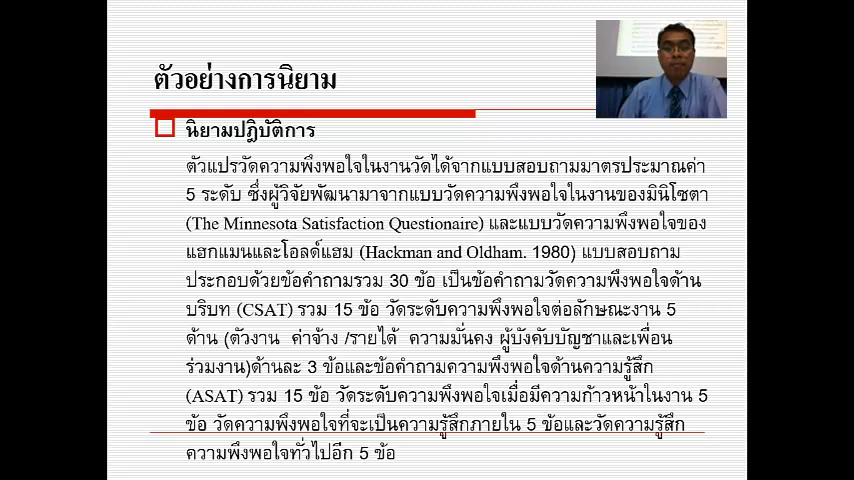 ตัวอย่างการนิยาม
นิยามปฎิบัติการ
ตัวแปรวัดความพึงพอใจในงานวัดได้จากแบบสอบถามมาตรประมาณค่า
5 ระดับ ซึ่งผู้วิจัยพัฒนามาจากแบบวัดความพึงพอใจในงานของมินิโซตา
(The Minnesota Satisfaction Questionaire) และแบบวัดความพึงพอใจของ
แฮกแมนและโอลด์แฮม (Hackman and Oldham. 1980) แบบสอบถาม
ประกอบด้วยข้อคำถามรวม 30 ข้อ เป็นข้อคำถามวัดความพึงพอใจด้าน
บริบท (CSAT) รวม 15 ข้อ วัดระดับความพึงพอใจต่อลักษณะงาน 5
ด้าน (ตัวงาน ค่าจ้าง /รายได้ ความมั่นคง ผู้บังคับบัญชาและเพื่อน
ร่วมงาน)ด้านละ 3 ข้อและข้อคำถามความพึงพอใจด้านความรู้สึก
(ASAT) รวม 15 ข้อ วัดระดับความพึงพอใจเมื่อมีความก้าวหน้าในงาน 5
ข้อ วัดความพึงพอใจที่จะเป็นความรู้สึกภายใน 5 ข้อและวัดความรู้สึก
ความพึงพอใจทั่วไปอีก 5 ข้อ